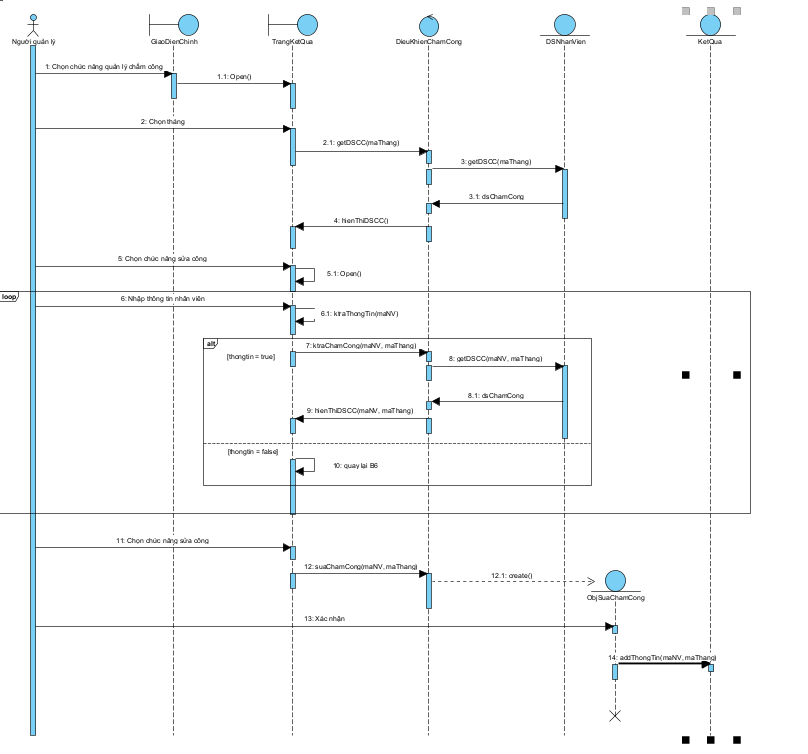 Người quản lý
GiaoDienChinh
TrangKetQua
DieuKhienChamCong
DSNhanVien
KetQua
1: Chọn chức năng quản lý chấm công
1.1: Open()
2: Chọn tháng
2.1: getDSCC(maThang)
3: getDSCC(maThang)
3.1: dsChamCong
4: hienThiDSCC()
5: Chọn chức năng sửa công
5.1: Open()
loop
6: Nhập thông tin nhân viên
6.1: ktraThongTin(maNV)
alt
[thongtin = true]
7: ktraChamCong(maNV, maThang)
8: getDSCC(maNV, maThang)
8.1: dsChamCong
9: hienThiDSCC(maNV, maThang)
[thongtin = false]
10: quay lại B6
11: Chọn chức năng sửa công
12: suaChamCong(maNV, maThang)
12.1: create()
ObjSuaChamCong
13: Xác nhận
14: addThongTin(maNV, maThang)